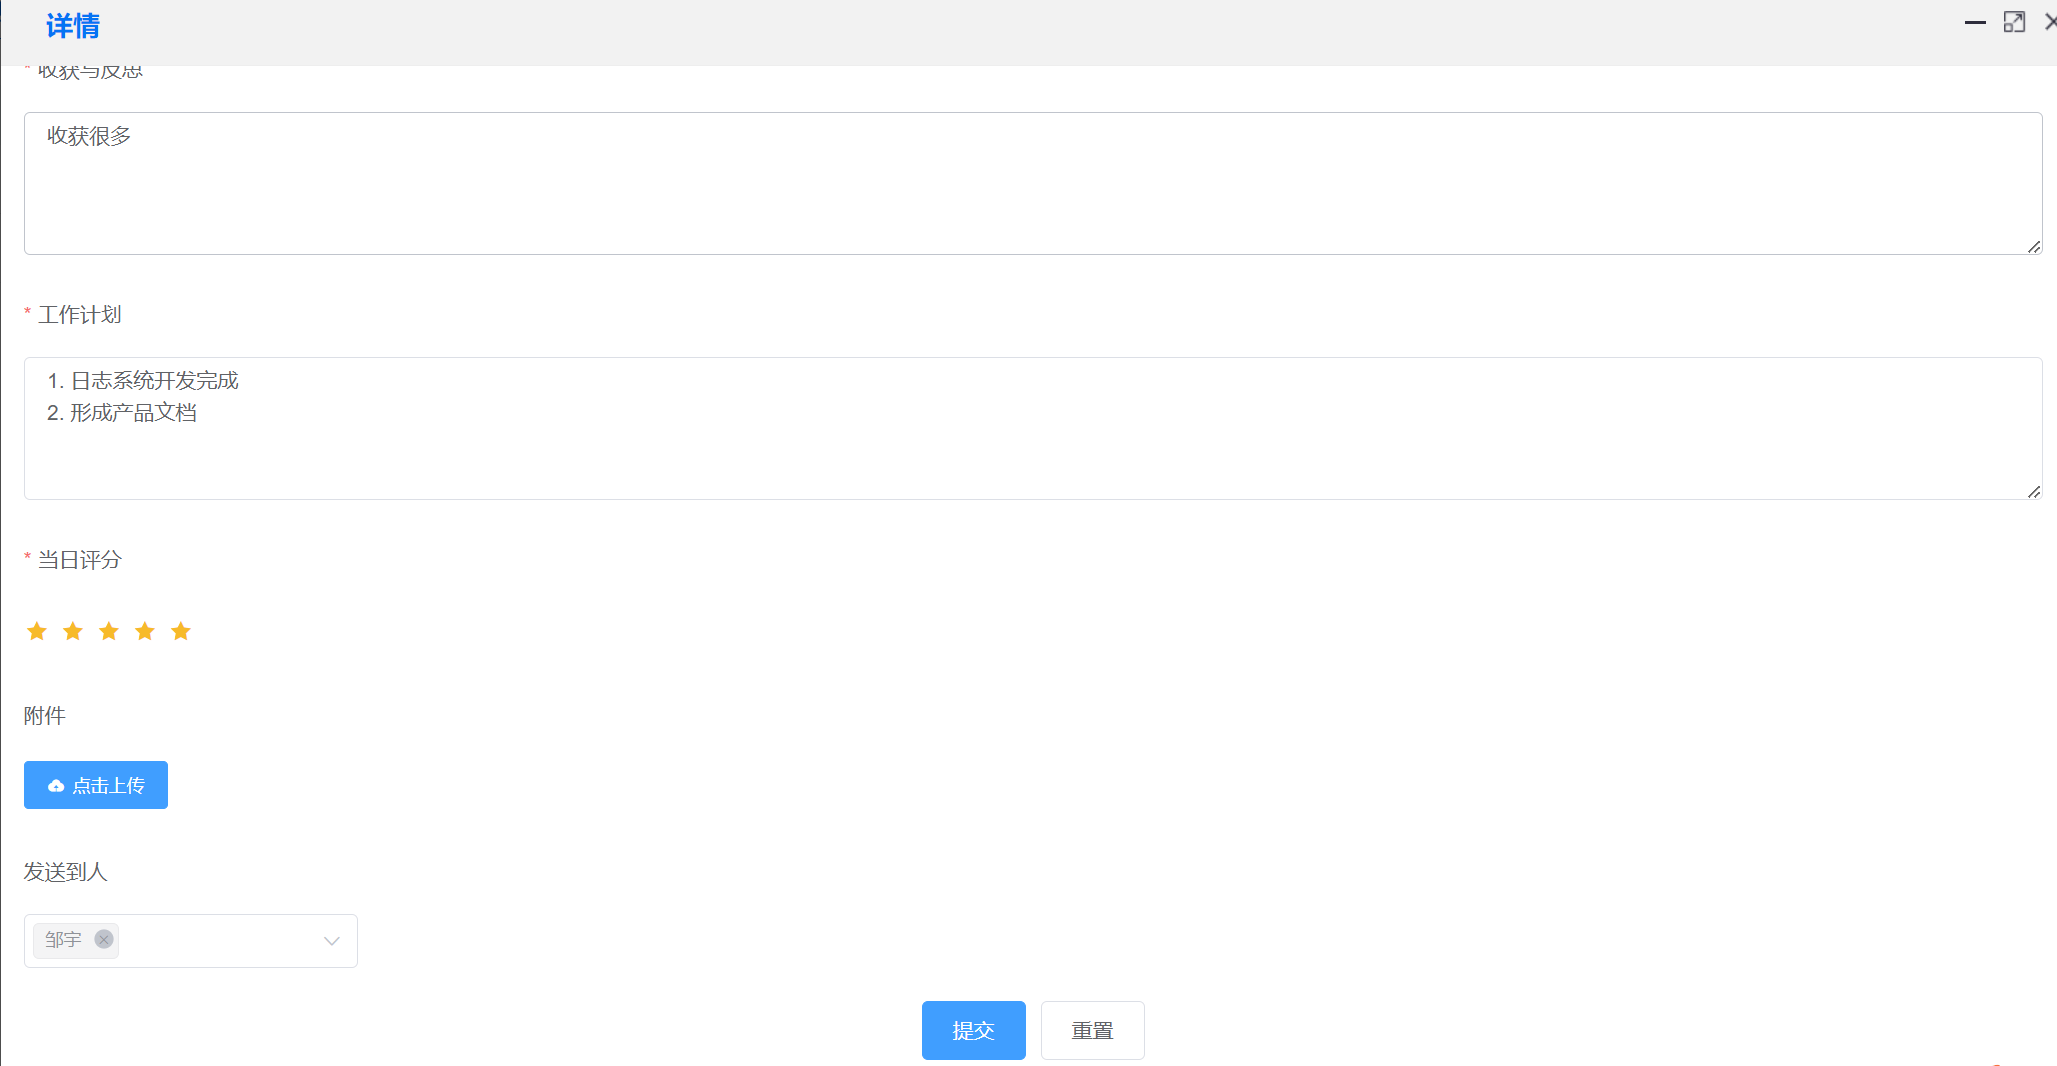 详情
* 收获与反思
收获很多
* 工作计划
1. 日志系统开发完成
2. 形成产品文档
* 当日评分
附件
点击上传
发送到人
邹宇
提交 重置